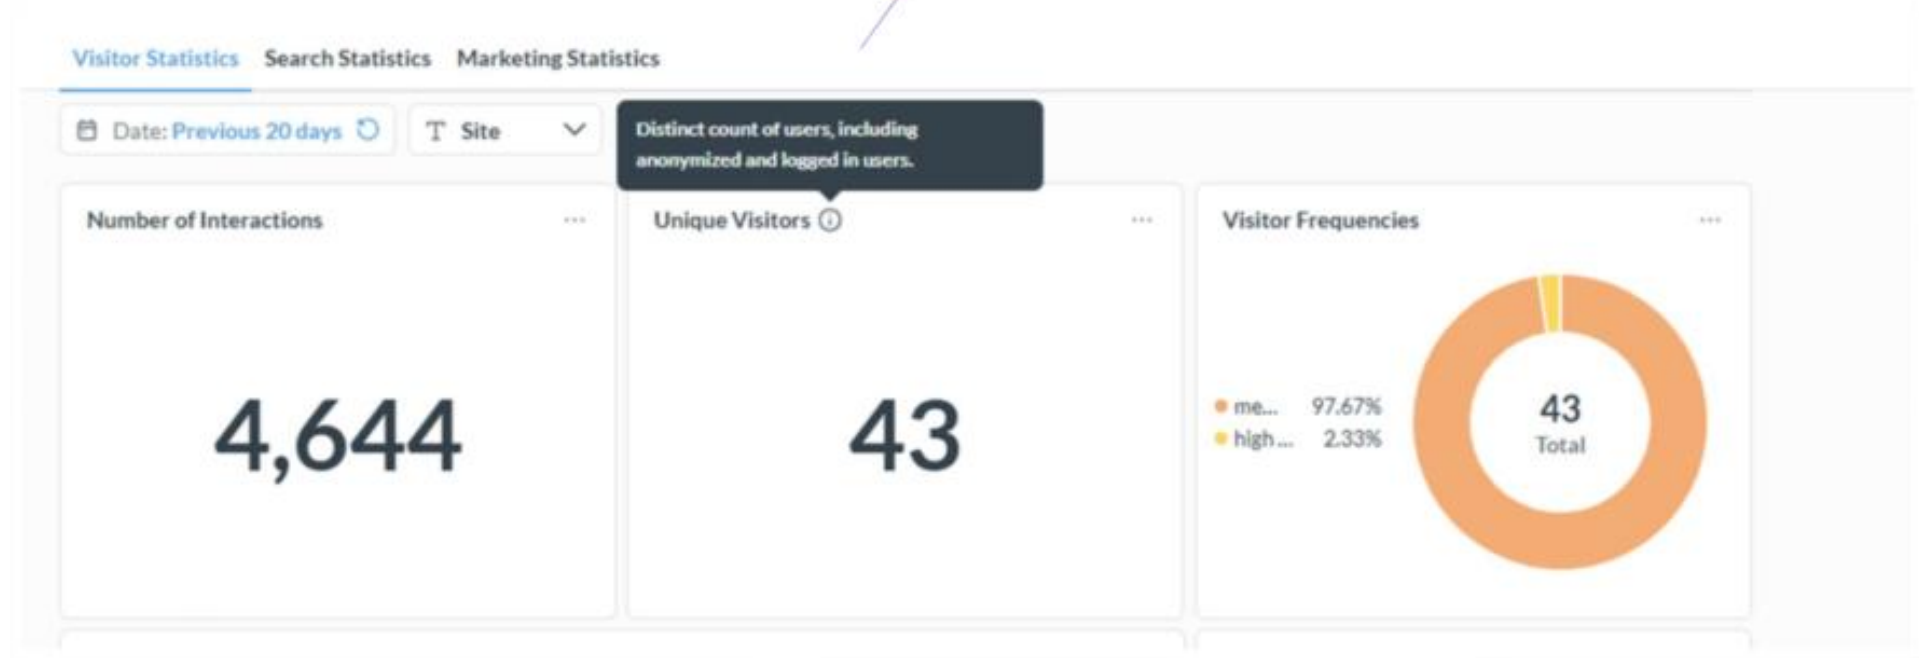 Visitor Statistics Search Statistics Marketing Statistics
Date: Previous 20 days
Site
Distinct count of users, including
anonymized and logged in users.
Number of Interactions
4,644
Unique Visitors
43
Visitor Frequencies
me... 97.67%
high... 2.33%
43
Total